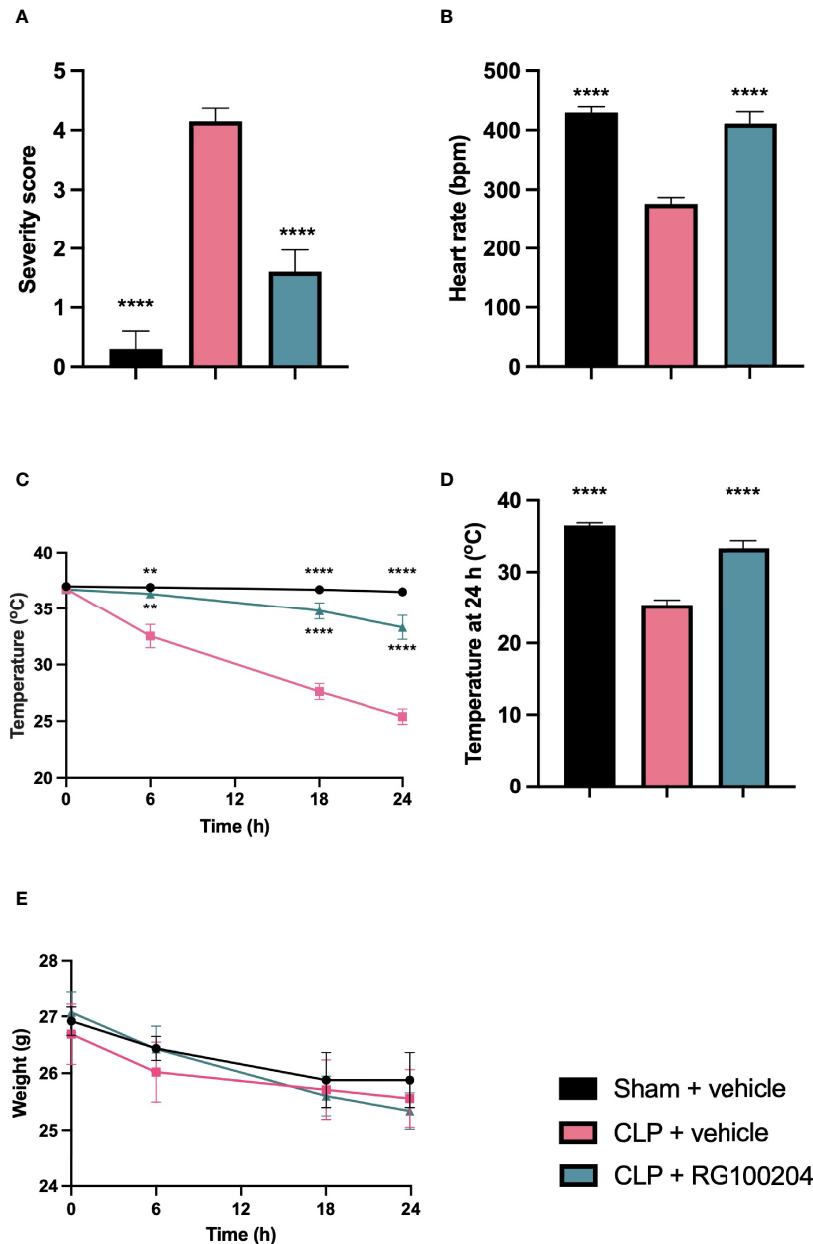 A
5
4
3
2
1
0
Severity score
****
****
B
500
400
300
200
100
0
Heart rate (bpm)
****
****
C
40
35
30
25
20
Temperature (ºC)
**
**
****
****
****
****
0 6 12 18 24
Time (h)
D
40
30
20
10
0
Temperature at 24 h (ºC)
****
****
E
28
27
26
25
24
Weight (g)
0 6 12 18 24
Time (h)
Sham + vehicle
CLP + vehicle
CLP + RG100204